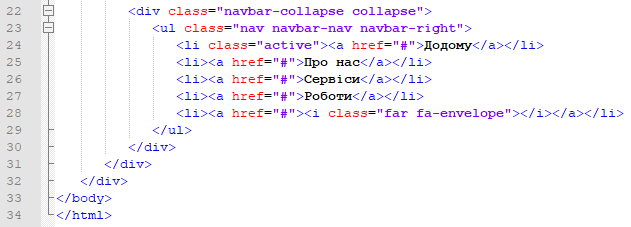 22 <div class="navbar-collapse collapse">
23 <ul class="nav navbar-nav navbar-right">
24 <li class="active"><a href="#">Додому</a></li>
25 <li><a href="#">Про нас</a></li>
26 <li><a href="#">Сервіси</a></li>
27 <li><a href="#">Роботи</a></li>
28 <li><a href="#"><i class="far fa-envelope"></i></a></li>
29 </ul>
30 </div>
31 </div>
32 </div>
33 </body>
34 </html>